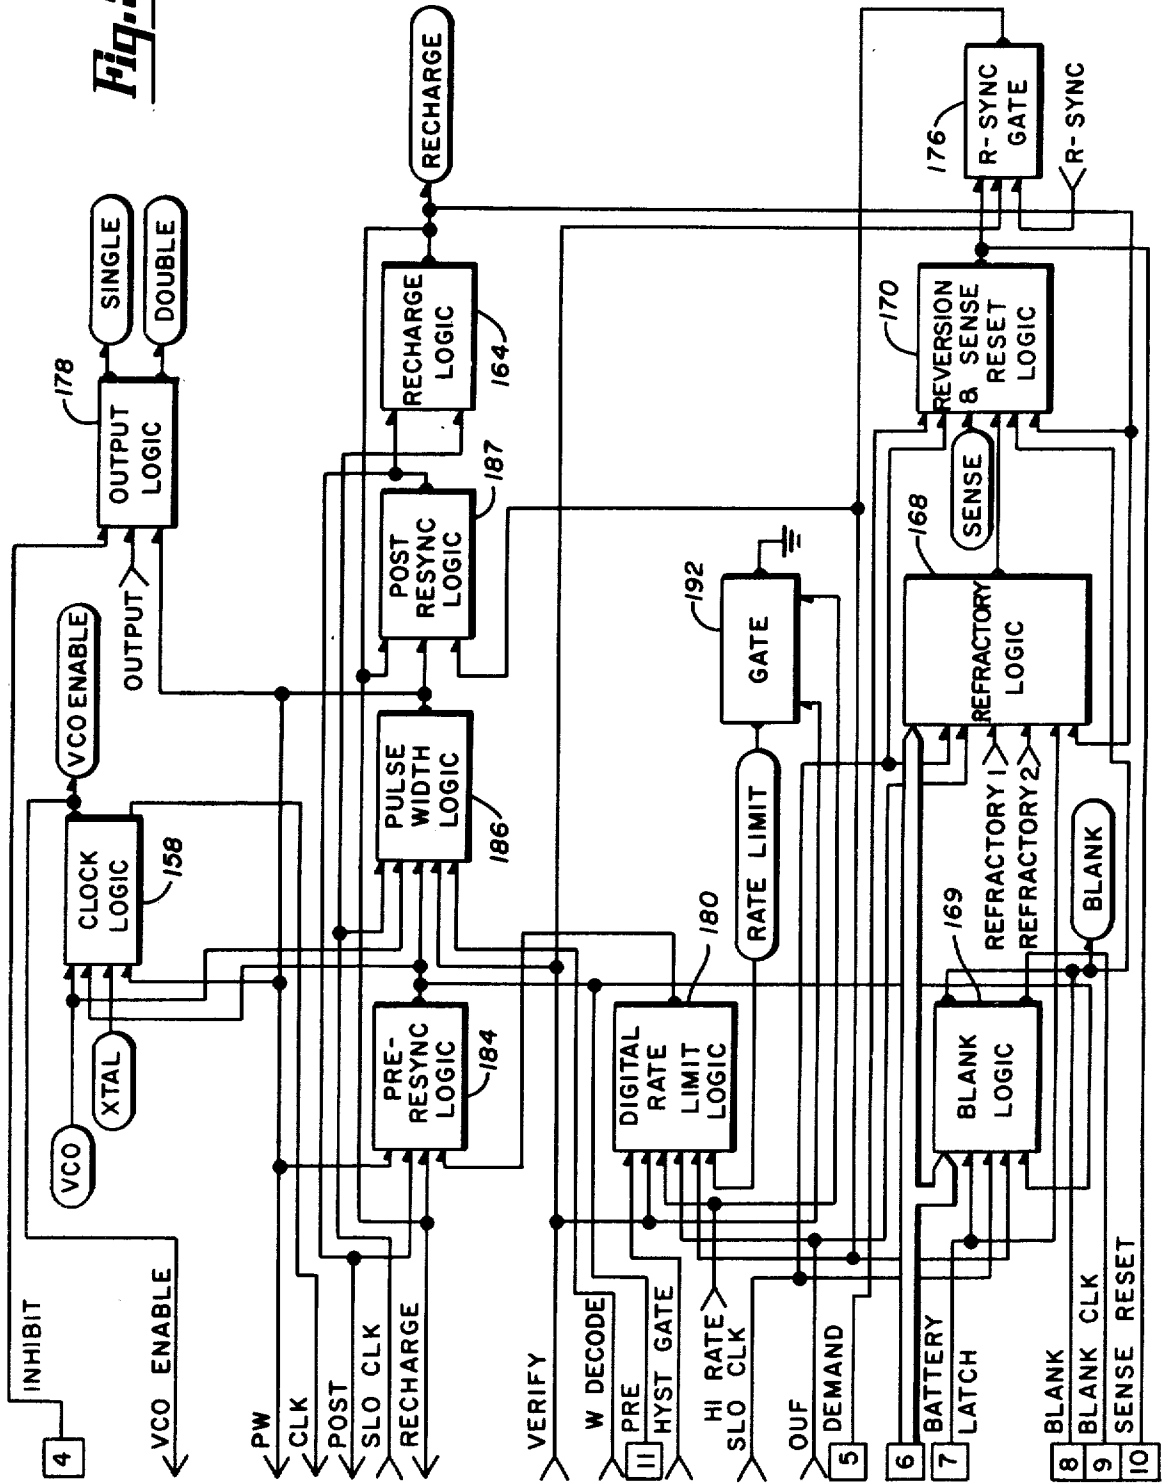 Fig.
SINGLE
DOUBLE
178
OUTPUT
LOGIC
OUTPUT
VCO ENABLE
CLOCK
LOGIC
158
VCO
XTAL
INHIBIT
4
VCO ENABLE
RECHARGE
RECHARGE
LOGIC
164
POST
RESYNC
LOGIC
187
PULSE
WIDTH
LOGIC
186
PRE-
RESYNC
LOGIC
184
PW
CLK
POST
SLO CLK
RECHARGE
192
GATE
RATE LIMIT
180
DIGITAL
RATE
LIMIT
LOGIC
VERIFY
W DECODE
PRE
11
HYST GATE
HI RATE
SLO CLK
OUF
DEMAND
5
176
R-SYNC
GATE
R-SYNC
170
REVERSION
& SENSE
RESET
LOGIC
SENSE
168
REFRACTORY
LOGIC
REFRACTORY 1
REFRACTORY 2
BLANK
169
BLANK
LOGIC
6
BATTERY
7
LATCH
8
BLANK
9
BLANK CLK
10
SENSE RESET